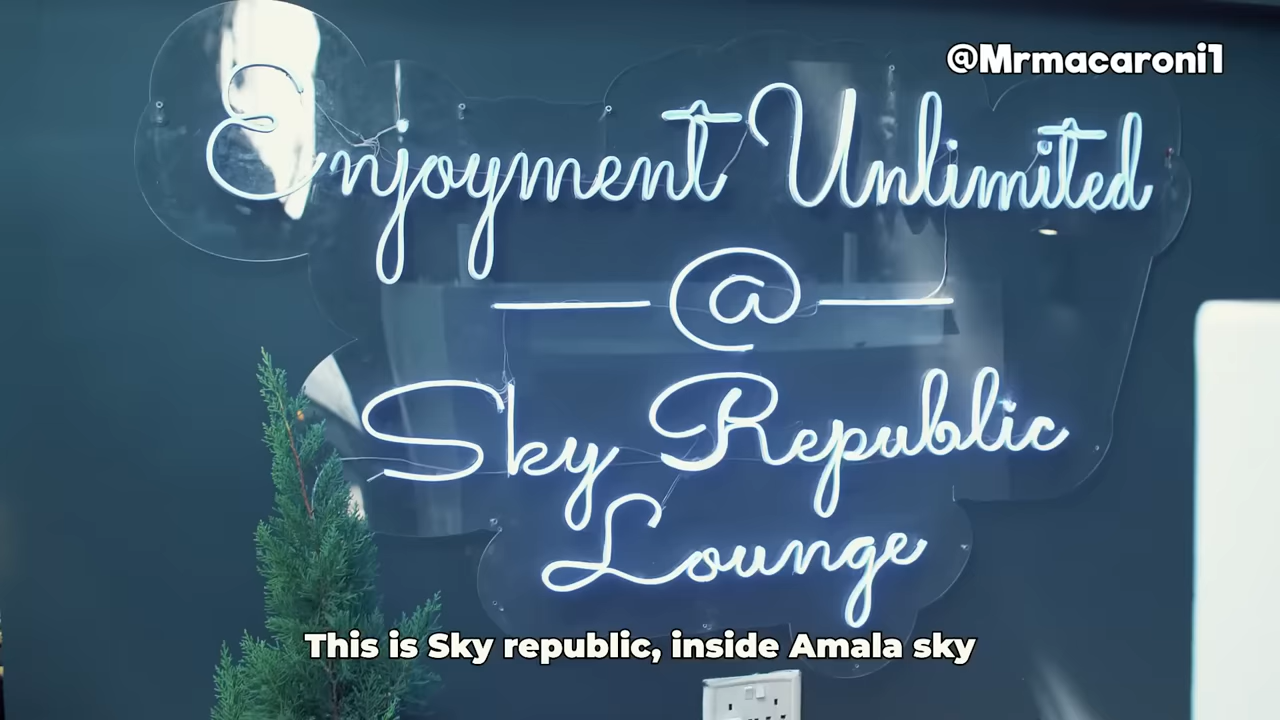 @Mrmacaroni1
Enjoyment Unlimited
@
Sky Republic
Lounge
This is Sky republic, inside Amala sky